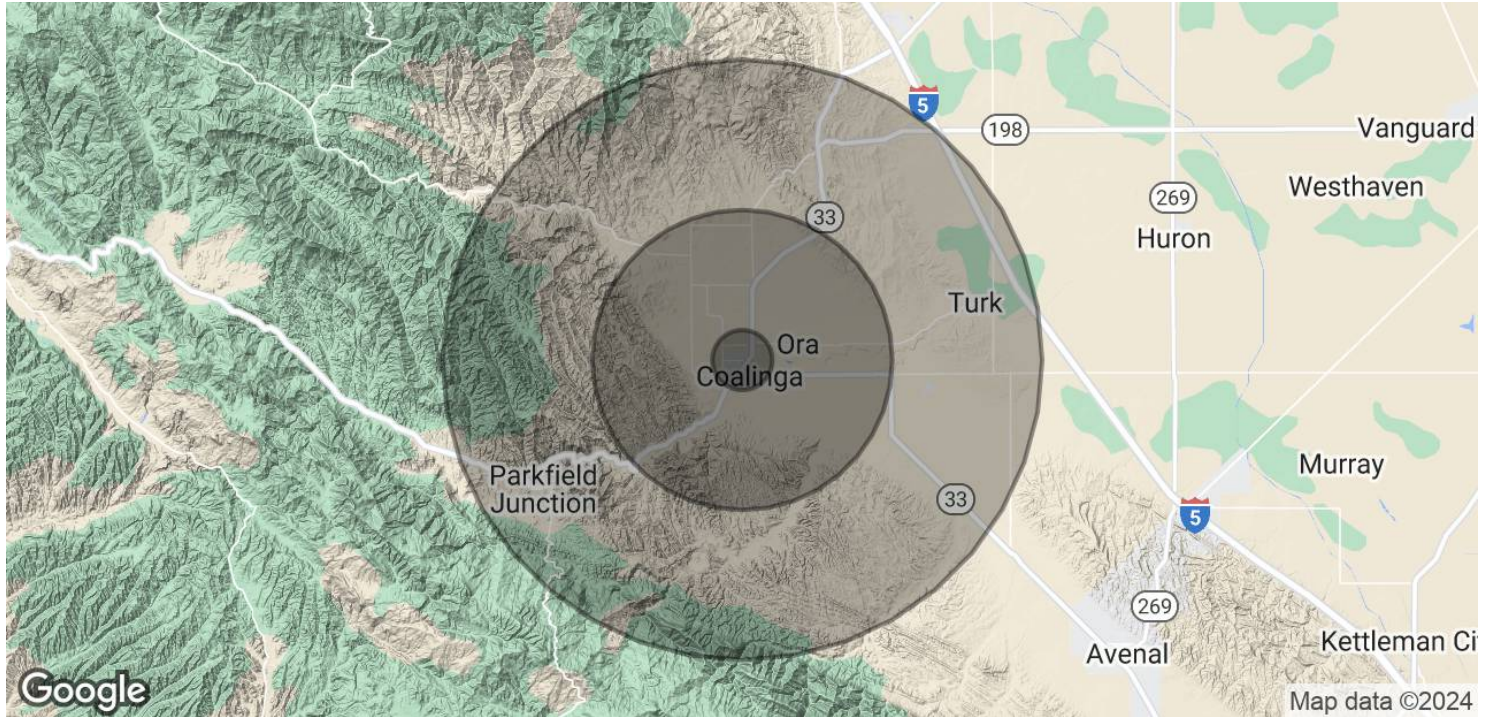 5
198
Vanguard
Westhaven
269
33
Huron
Turk
Ora
Coalinga
Parkfield
Junction
Murray
33
5
269
Avenal
Kettleman Ci
Google
Map data ©2024